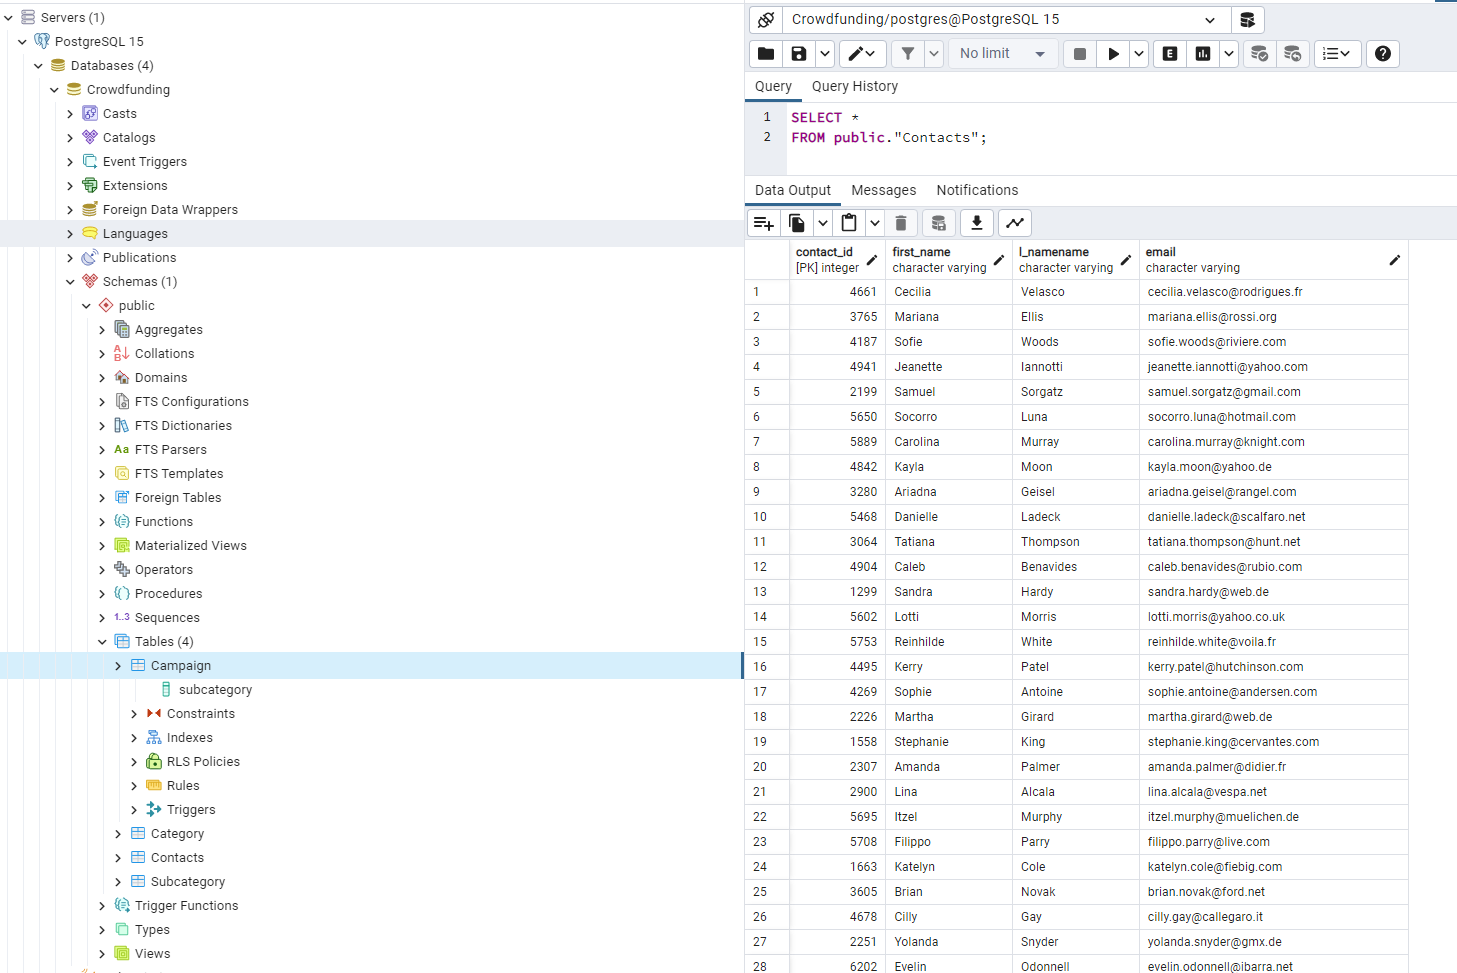 Servers (1)
PostgreSQL 15
Databases (4)
Crowdfunding
Casts
Catalogs
Event Triggers
Extensions
Foreign Data Wrappers
Languages
Publications
Schemas (1)
public
Aggregates
Collations
Domains
FTS Configurations
FTS Dictionaries
Aa FTS Parsers
FTS Templates
Foreign Tables
Functions
Materialized Views
Operators
Procedures
1..3 Sequences
Tables (4)
Campaign
subcategory
Constraints
Indexes
RLS Policies
Rules
Triggers
Category
Contacts
Subcategory
Trigger Functions
Types
Views
Crowdfunding/postgres@PostgreSQL 15
No limit
E
Query Query History
1 SELECT *
2 FROM public."Contacts";
Data Output Messages Notifications
contact_id first_name l_namename email
[PK] integer character varying character varying character varying
1 4661 Cecilia Velasco cecilia.velasco@rodrigues.fr
2 3765 Mariana Ellis mariana.ellis@rossi.org
3 4187 Sofie Woods sofie.woods@riviere.com
4 4941 Jeanette Iannotti jeanette.iannotti@yahoo.com
5 2199 Samuel Sorgatz samuel.sorgatz@gmail.com
6 5650 Socorro Luna socorro.luna@hotmail.com
7 5889 Carolina Murray carolina.murray@knight.com
8 4842 Kayla Moon kayla.moon@yahoo.de
9 3280 Ariadna Geisel ariadna.geisel@rangel.com
10 5468 Danielle Ladeck danielle.ladeck@scalfaro.net
11 3064 Tatiana Thompson tatiana.thompson@hunt.net
12 4904 Caleb Benavides caleb.benavides@rubio.com
13 1299 Sandra Hardy sandra.hardy@web.de
14 5602 Lotti Morris lotti.morris@yahoo.co.uk
15 5753 Reinhilde White reinhilde.white@voila.fr
16 4495 Kerry Patel kerry.patel@hutchinson.com
17 4269 Sophie Antoine sophie.antoine@andersen.com
18 2226 Martha Girard martha.girard@web.de
19 1558 Stephanie King stephanie.king@cervantes.com
20 2307 Amanda Palmer amanda.palmer@didier.fr
21 2900 Lina Alcala lina.alcala@vespa.net
22 5695 Itzel Murphy itzel.murphy@muelichen.de
23 5708 Filippo Parry filippo.parry@live.com
24 1663 Katelyn Cole katelyn.cole@fiebig.com
25 3605 Brian Novak brian.novak@ford.net
26 4678 Cilly Gay cilly.gay@callegaro.it
27 2251 Yolanda Snyder yolanda.snyder@gmx.de
28 6202 Evelin Odonnell evelin.odonnell@ibarra.net